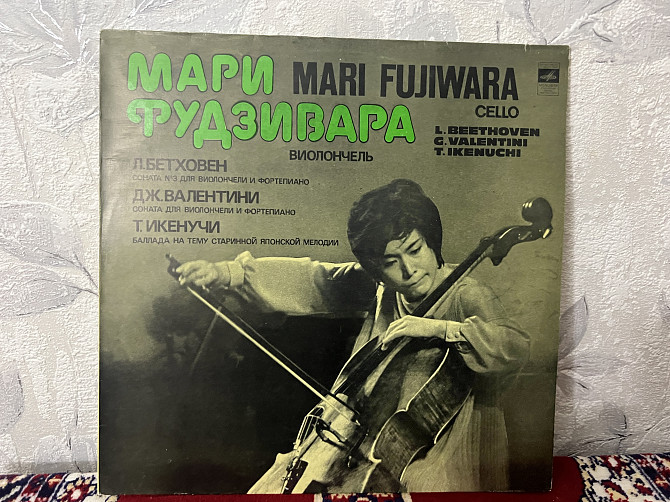 МАРИ MARI FUJIWARA
ФУДЗИВАРА CELLO
ВИОЛОНЧЕЛЬ
L. BEETHOVEN
G. VALENTINI
T. IKENUCHI
Л.БЕТХОВЕН
СОНАТА №3 ДЛЯ ВИОЛОНЧЕЛИ И ФОРТЕПИАНО
ДЖ.ВАЛЕНТИНИ
СОНАТА ДЛЯ ВИОЛОНЧЕЛИ И ФОРТЕПИАНО
Т.ИКЕНУЧИ
БАЛЛАДА НА ТЕМУ СТАРИННОЙ ЯПОНСКОЙ МЕЛОДИИ